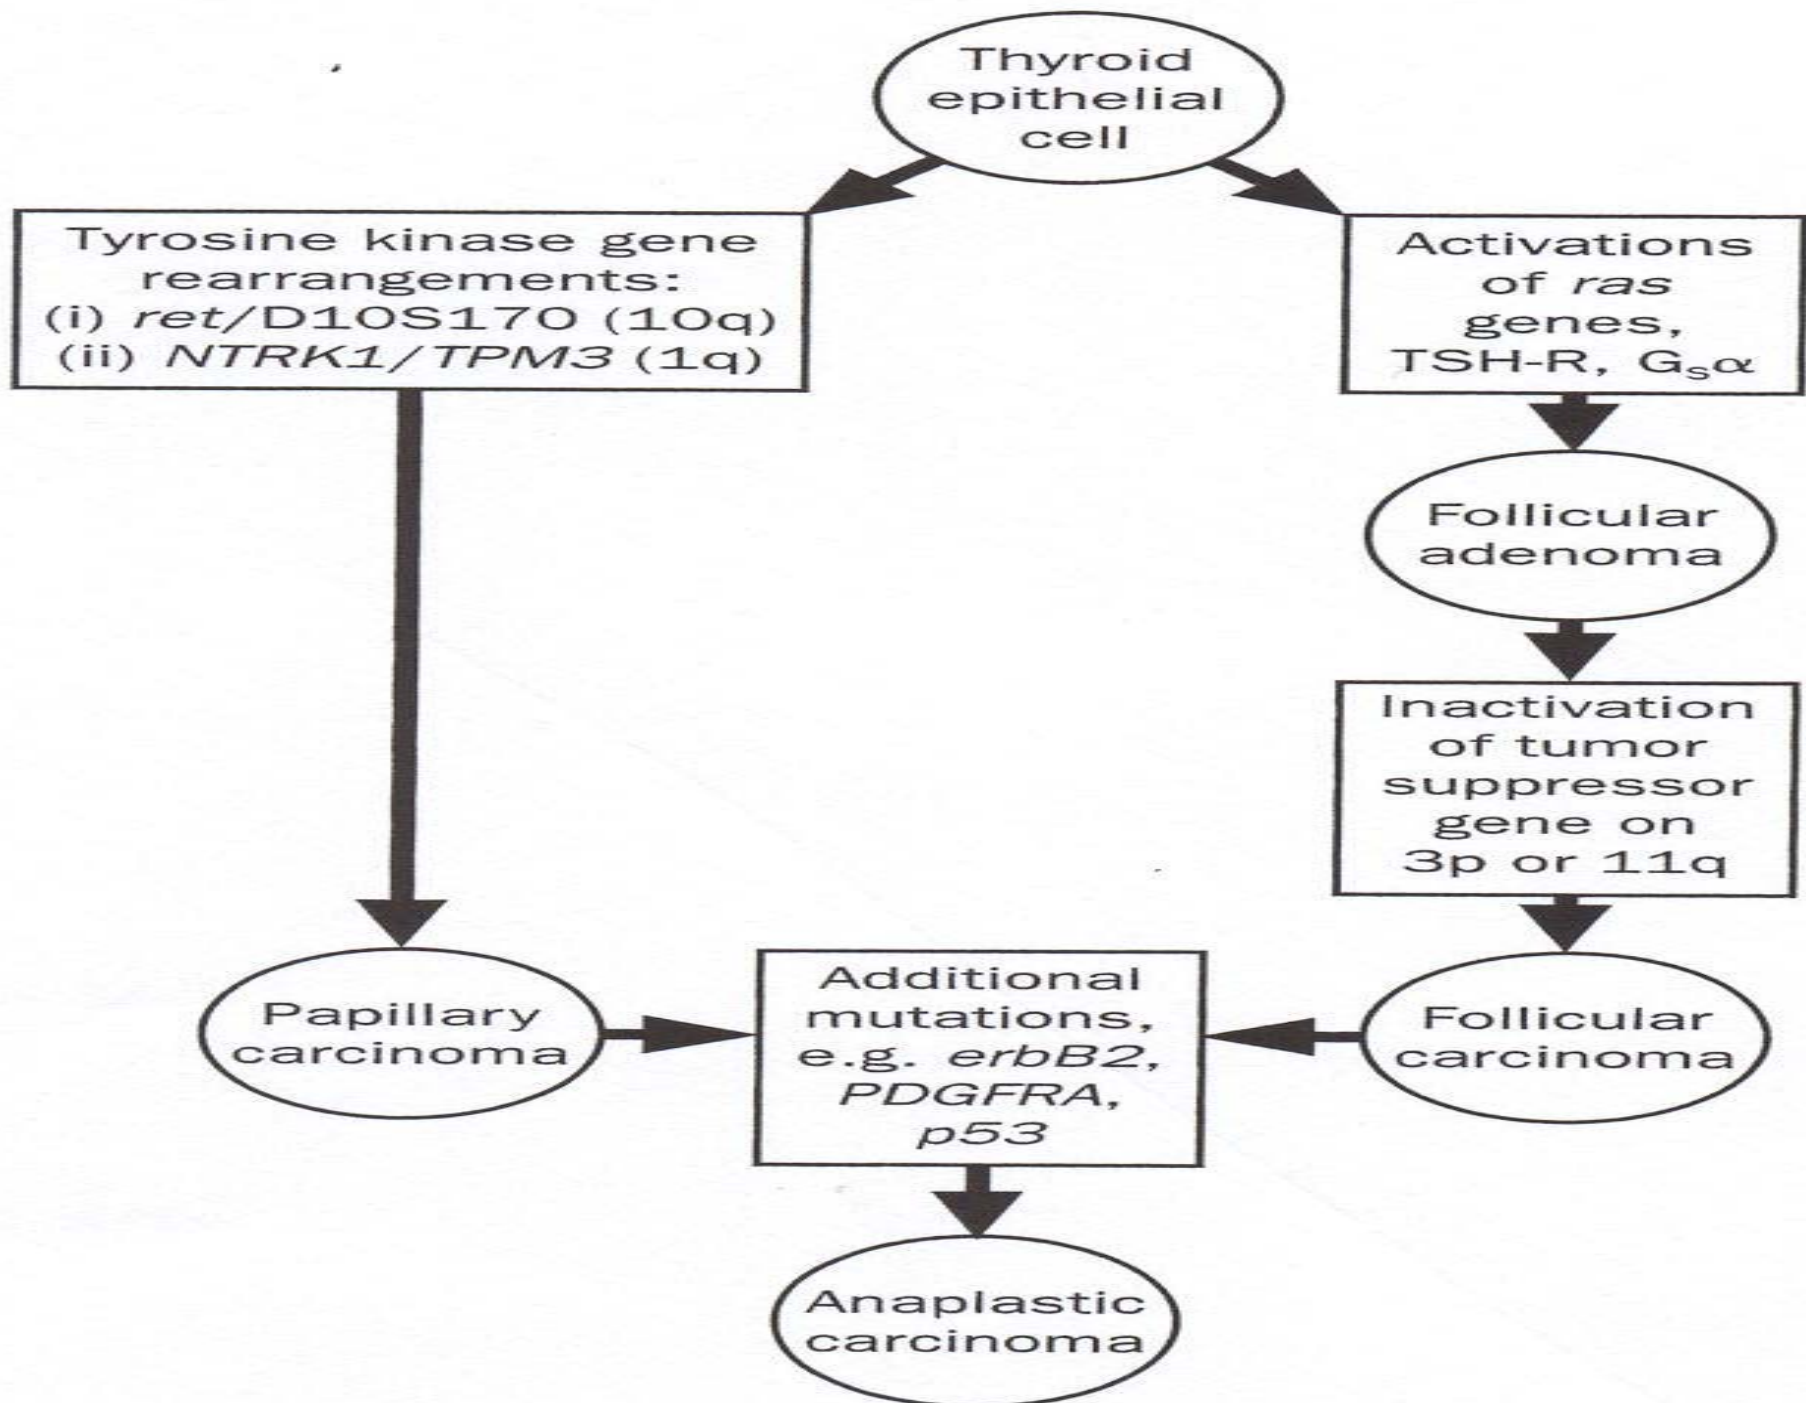 Thyroid
epithelial
cell
Tyrosine kinase gene
rearrangements:
(i) ret/D10S170 (10q)
(ii) NTRK1/TPM3 (1q)
Activations
of ras
genes,
TSH-R, Gₛα
Follicular
adenoma
Inactivation
of tumor
suppressor
gene on
3p or 11q
Papillary
carcinoma
Additional
mutations,
e.g. erbB2,
PDGFRA,
p53
Follicular
carcinoma
Anaplastic
carcinoma